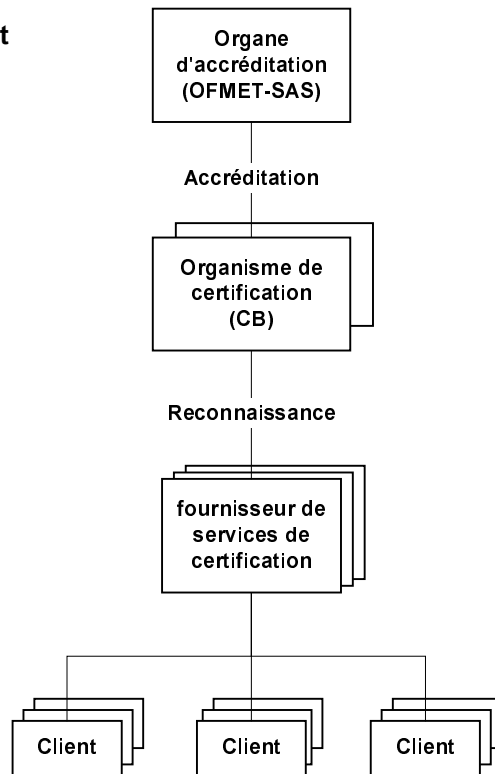 t
Organe
d'accréditation
(OFMET-SAS)
Accréditation
Organisme de
certification
(CB)
Reconnaissance
fournisseur de
services de
certification
Client
Client
Client